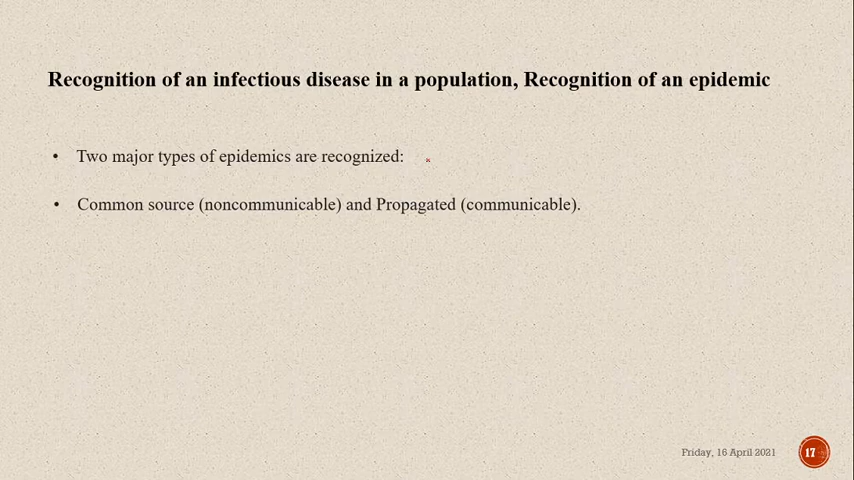 Recognition of an infectious disease in a population, Recognition of an epidemic
• Two major types of epidemics are recognized:
• Common source (noncommunicable) and Propagated (communicable).
Friday, 16 April 2021
17